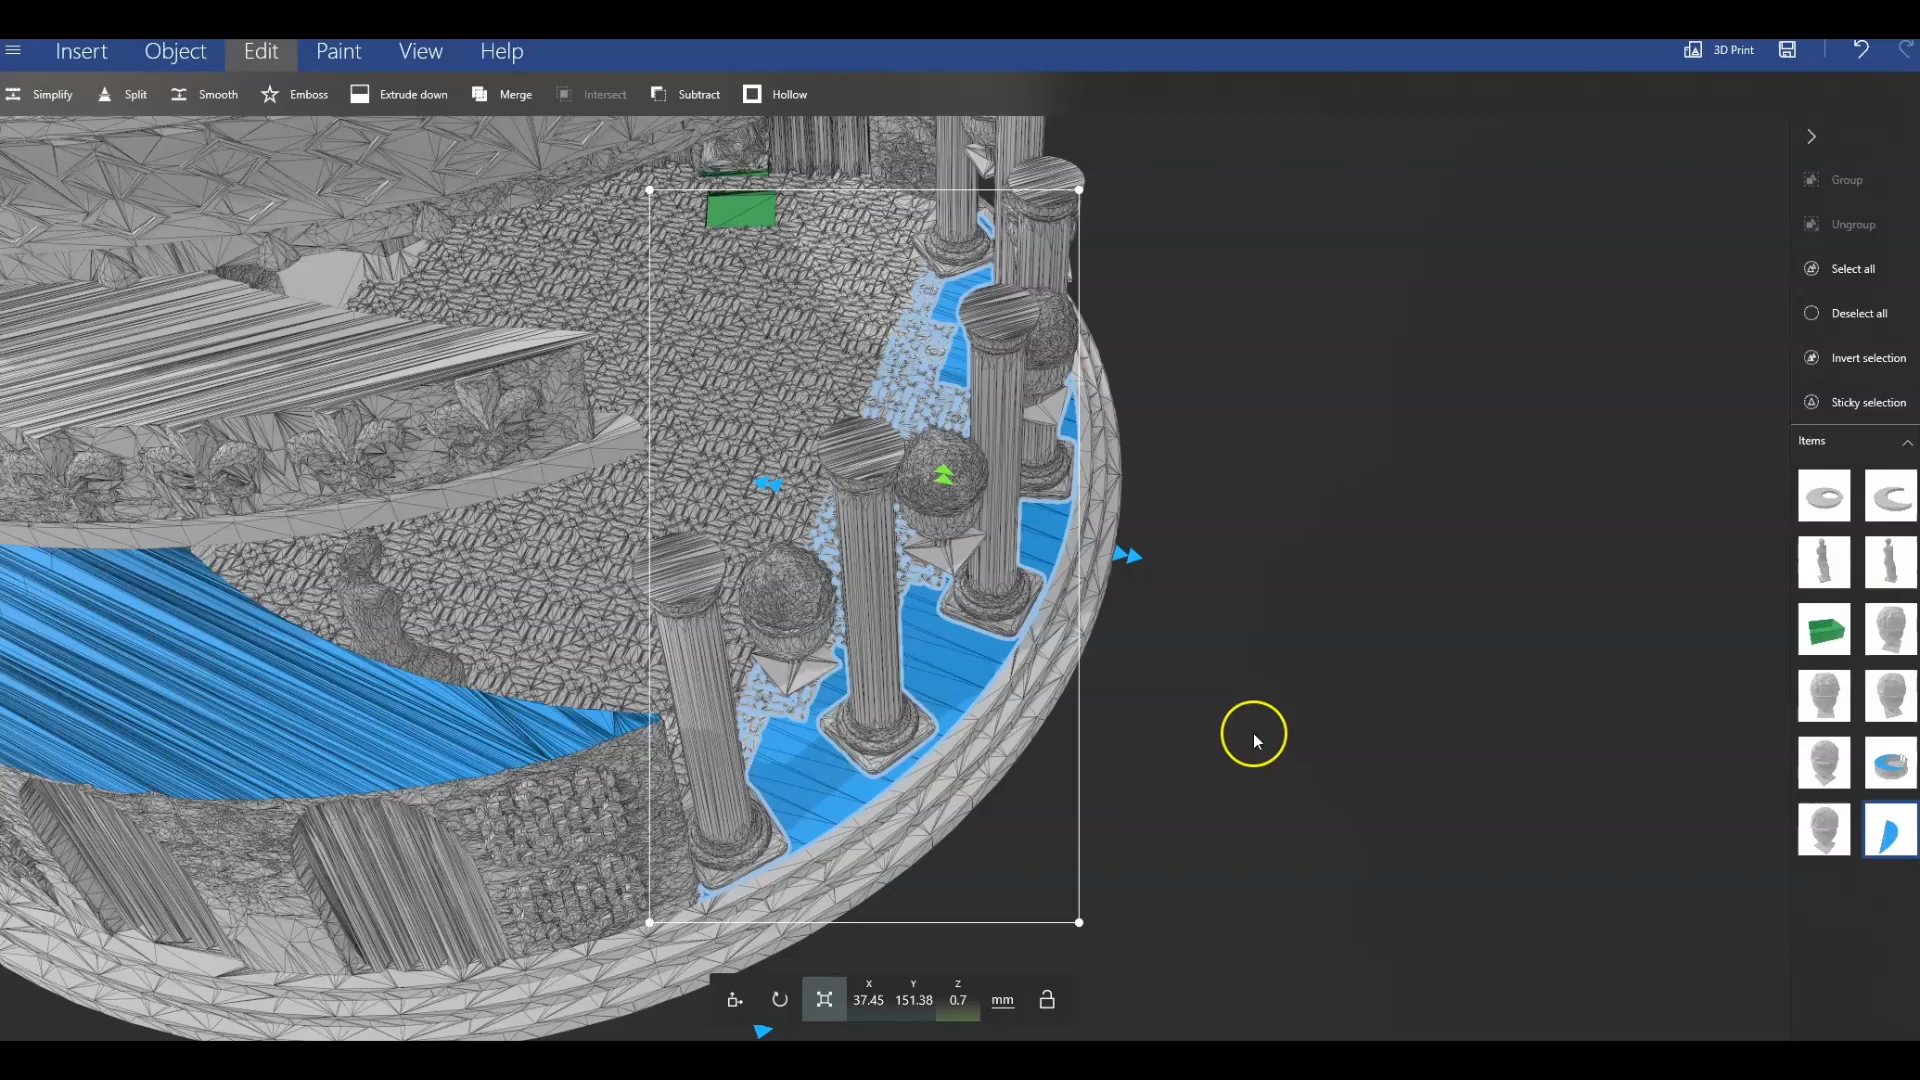 Insert Object Edit Paint View Help 3D Print
Simplify Split Smooth Emboss Extrude down Merge Intersect Subtract Hollow
Group
Ungroup
Select all
Deselect all
Invert selection
Sticky selection
Items
X Y Z
37.45 151.38 0.7 mm